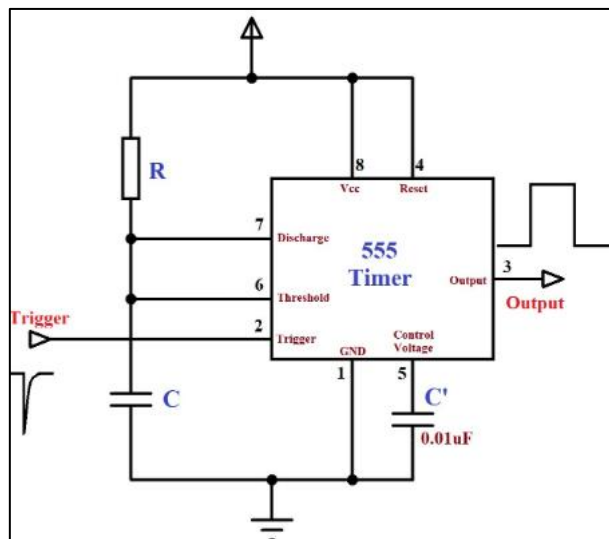 8
4
Vcc
Reset
R
7
Discharge
555
Timer
6
Threshold
Output
3
Output
Trigger
2
Trigger
Control
Voltage
GND
1
5
C
C'
0.01uF